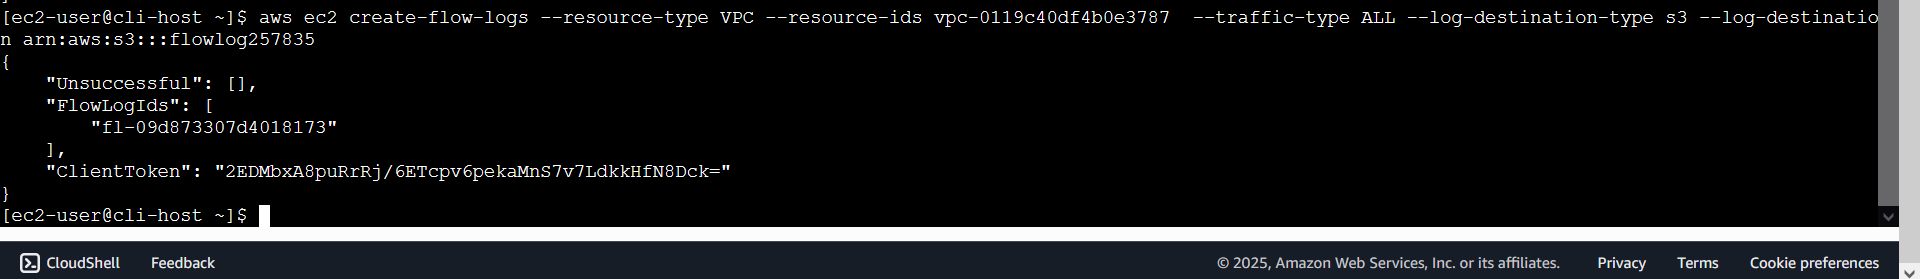 [ec2-user@cli-host ~]$ aws ec2 create-flow-logs --resource-type VPC --resource-ids vpc-0119c40df4b0e3787  --traffic-type ALL --log-destination-type s3 --log-destinatio
n arn:aws:s3:::flowlog257835
{
    "Unsuccessful": [],
    "FlowLogIds": [
        "fl-09d873307d4018173"
    ],
    "ClientToken": "2EDMbxA8puRrRj/6ETcpv6pekaMnS7v7LdkkHfN8Dck="
}
[ec2-user@cli-host ~]$
CloudShell Feedback © 2025, Amazon Web Services, Inc. or its affiliates. Privacy Terms Cookie preferences